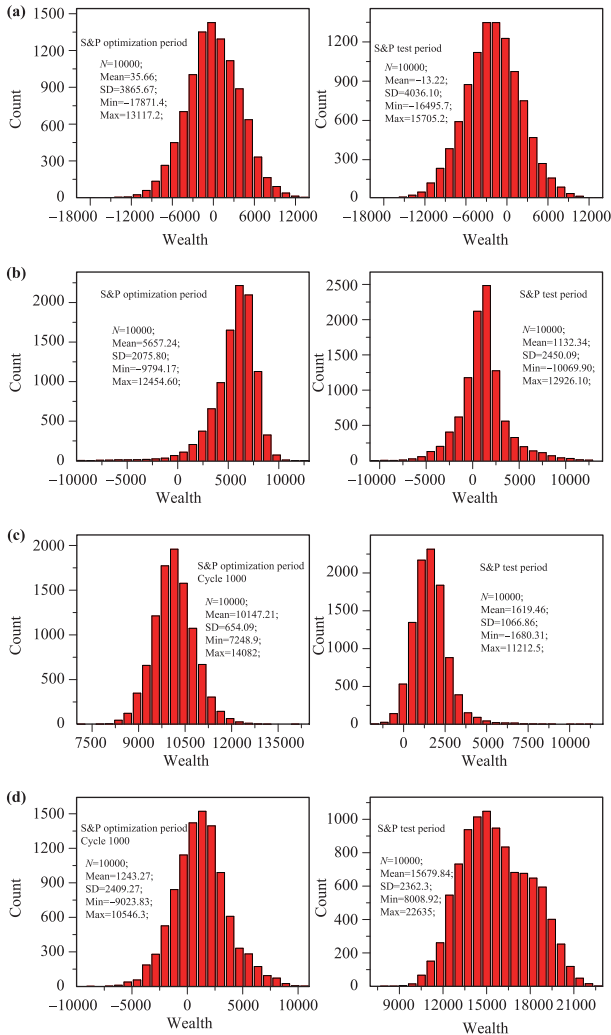 (a)
1500
1200
900
600
300
0
Count
S&P optimization period
N=10000;
Mean=35.66;
SD=3865.67;
Min=−17871.4;
Max=13117.2;
−18000 −12000 −6000 0 6000 12000
Wealth
1200
900
600
300
0
Count
S&P test period
N=10000;
Mean=−13.22;
SD=4036.10;
Min=−16495.7;
Max=15705.2;
−18000 −12000 −6000 0 6000 12000
Wealth
(b)
2000
1500
1000
500
0
Count
S&P optimization period
N=10000;
Mean=5657.24;
SD=2075.80;
Min=−9794.17;
Max=12454.60;
−10000 −5000 0 5000 10000
Wealth
2500
2000
1500
1000
500
0
Count
S&P test period
N=10000;
Mean=1132.34;
SD=2450.09;
Min=−10069.90;
Max=12926.10;
−10000 −5000 0 5000 10000
Wealth
(c)
2000
1500
1000
500
0
Count
S&P optimization period
Cycle 1000
N=10000;
Mean=10147.21;
SD=654.09;
Min=7248.9;
Max=14082;
7500 9000 10500 12000 135000
Wealth
2000
1500
1000
500
0
Count
S&P test period
N=10000;
Mean=1619.46;
SD=1066.86;
Min=−1680.31;
Max=11212.5;
0 2500 5000 7500 10000
Wealth
(d)
1500
1200
900
600
300
0
Count
S&P optimization period
Cycle 1000
N=10000;
Mean=1243.27;
SD=2409.27;
Min=−9023.83;
Max=10546.3;
−10000 −5000 0 5000 10000
Wealth
1000
800
600
400
200
0
Count
S&P test period
N=10000;
Mean=15679.84;
SD=2362.3;
Min=8008.92;
Max=22635;
9000 12000 15000 18000 21000
Wealth